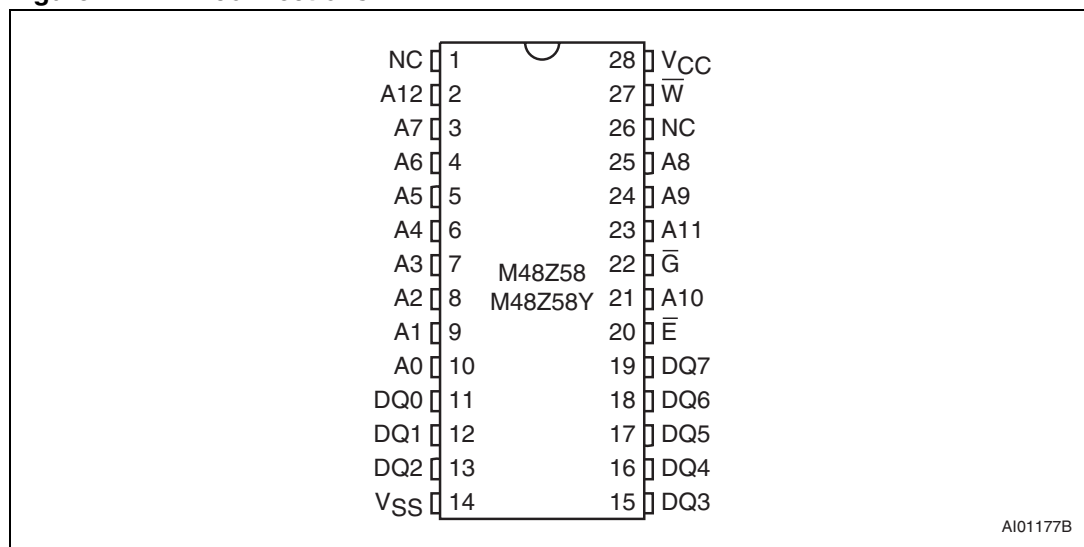 NC 1 28 VCC
A12 2 27 W̅
A7 3 26 NC
A6 4 25 A8
A5 5 24 A9
A4 6 23 A11
A3 7 22 G̅
M48Z58
A2 8 M48Z58Y 21 A10
A1 9 20 E̅
A0 10 19 DQ7
DQ0 11 18 DQ6
DQ1 12 17 DQ5
DQ2 13 16 DQ4
VSS 14 15 DQ3
AI01177B